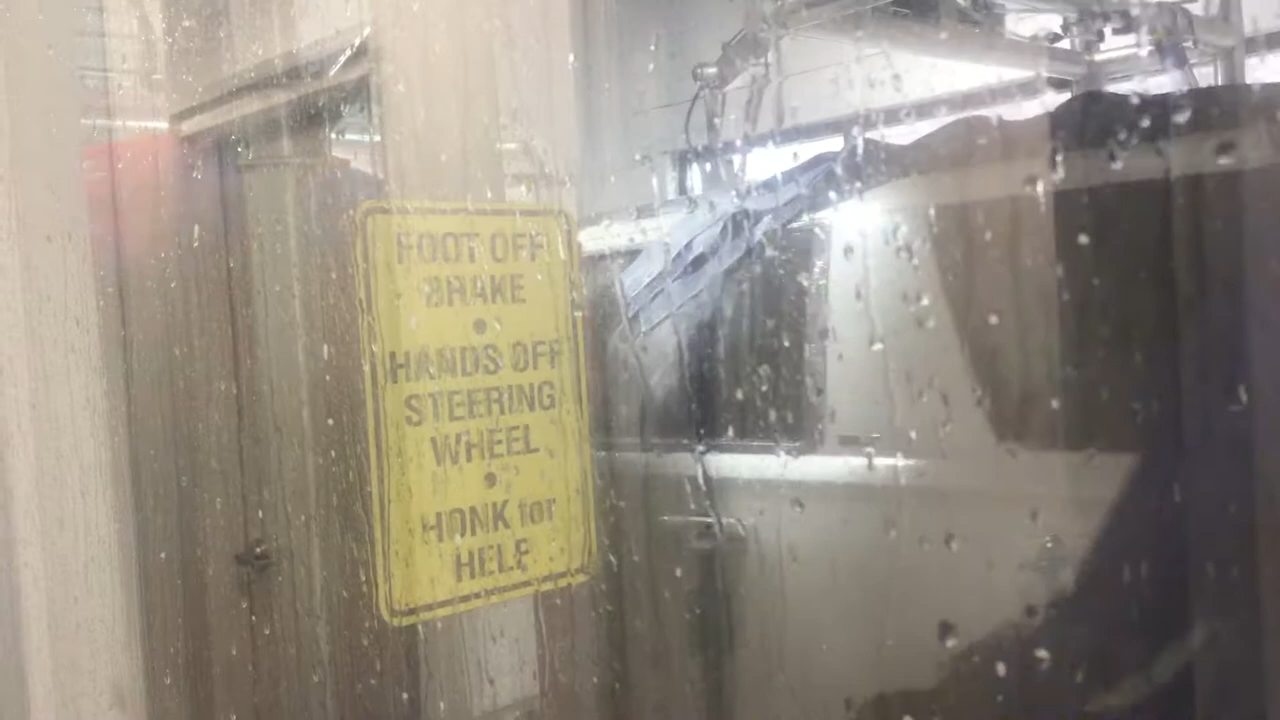 FOOT OFF
BRAKE
•
HANDS OFF
STEERING
WHEEL
•
HONK for
HELP